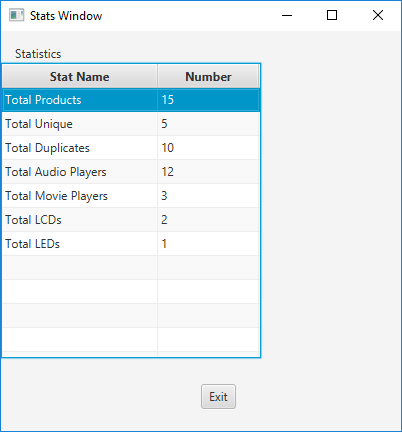 Stats Window
Statistics
Stat Name Number
Total Products 15
Total Unique 5
Total Duplicates 10
Total Audio Players 12
Total Movie Players 3
Total LCDs 2
Total LEDs 1
Exit